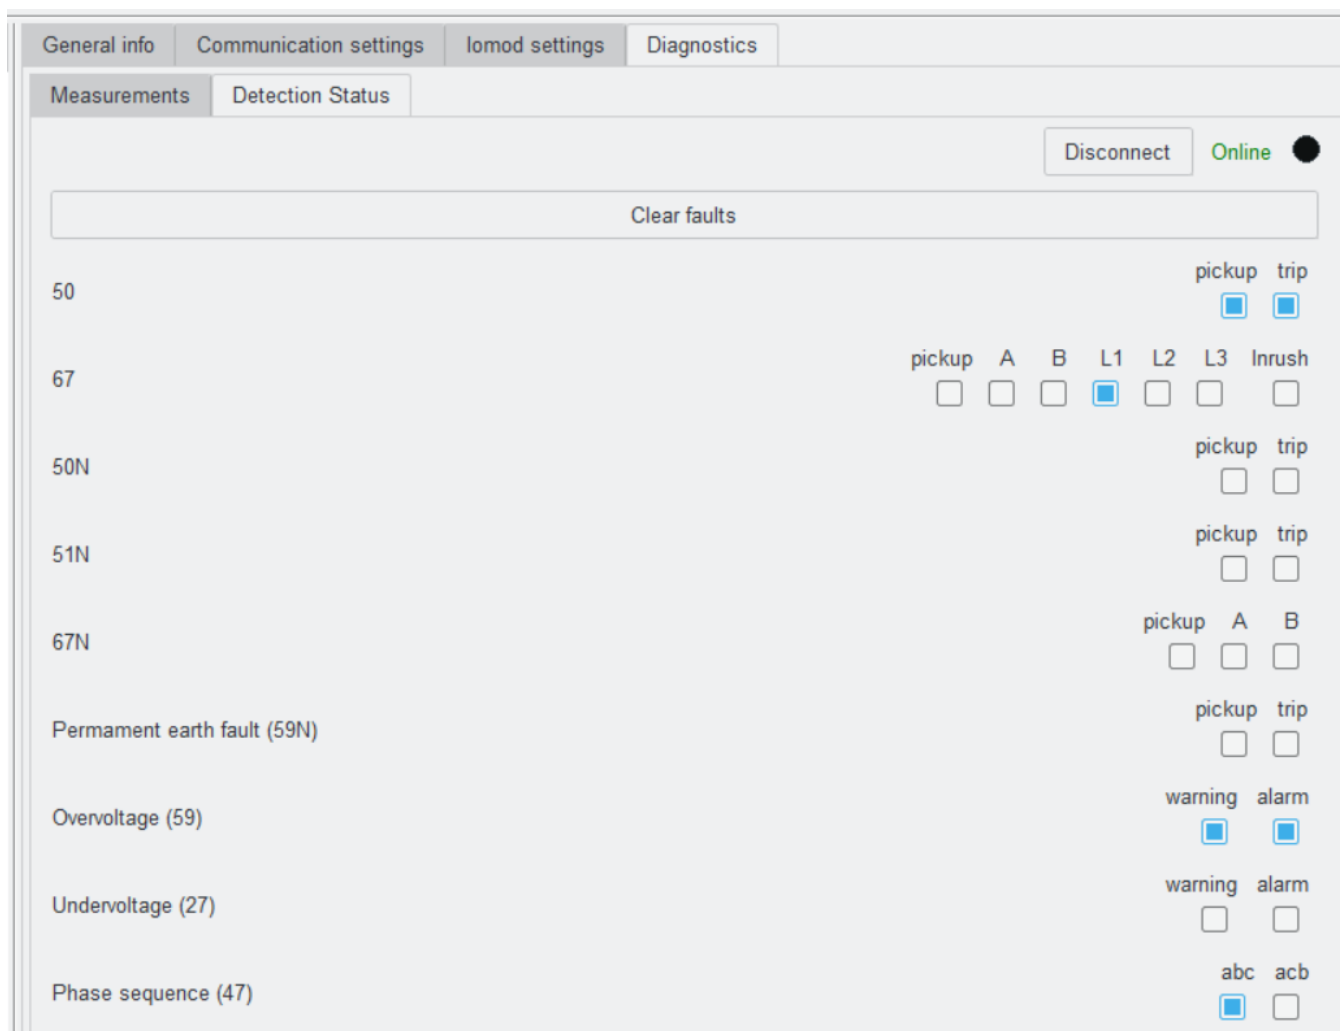 General info Communication settings Iomod settings Diagnostics
Measurements Detection Status
Disconnect Online
Clear faults
pickup trip
50
pickup A B L1 L2 L3 Inrush
67
pickup trip
50N
pickup trip
51N
pickup A B
67N
pickup trip
Permament earth fault (59N)
warning alarm
Overvoltage (59)
warning alarm
Undervoltage (27)
abc acb
Phase sequence (47)